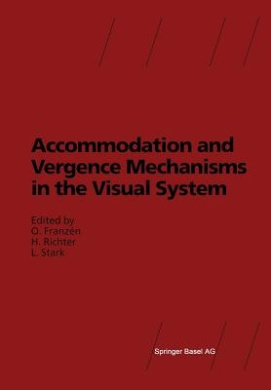 Accommodation and
Vergence Mechanisms
in the Visual System
Edited by
O. Franzén
H. Richter
L. Stark
Springer Basel AG